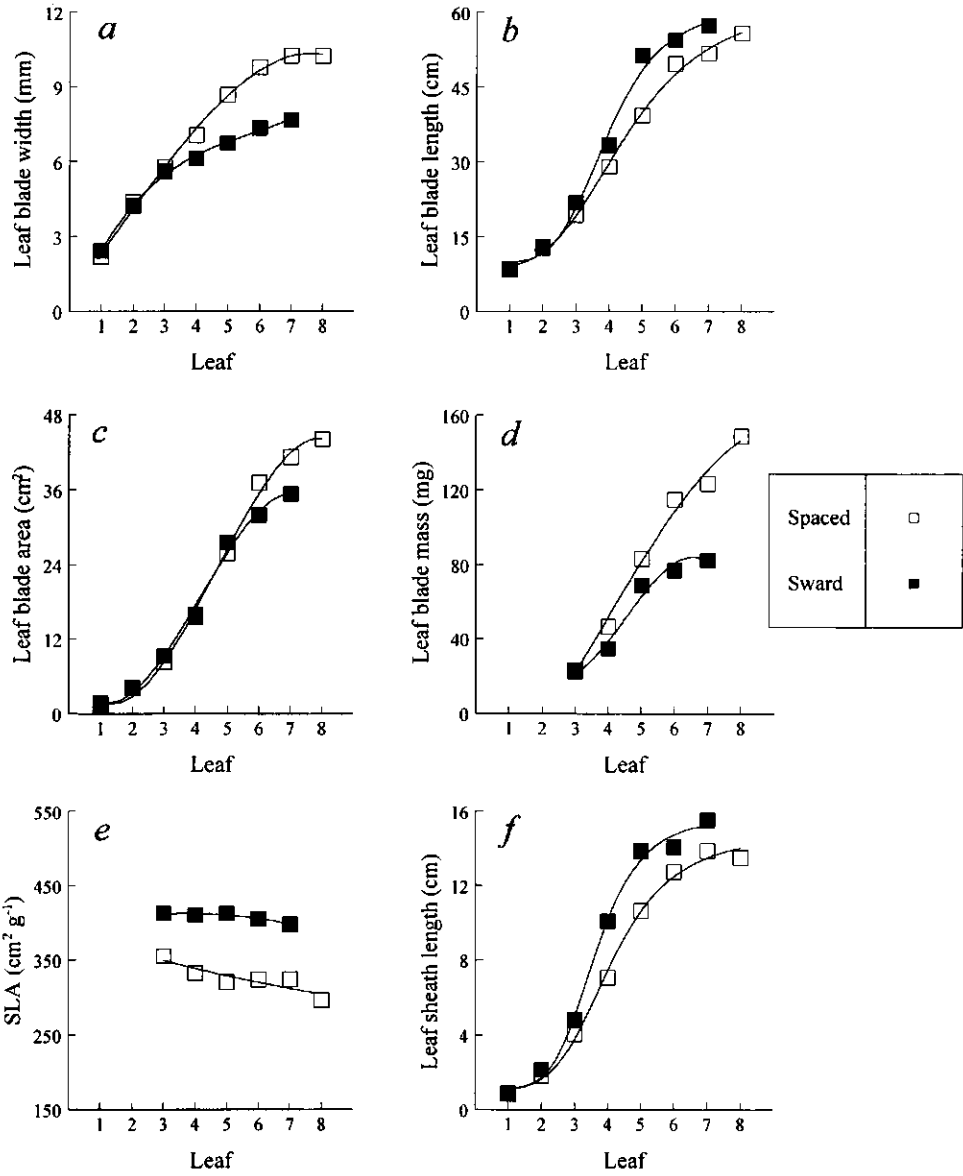 a
Leaf blade width (mm)
12
9
6
3
0
1 2 3 4 5 6 7 8
Leaf
b
Leaf blade length (cm)
60
45
30
15
0
1 2 3 4 5 6 7 8
Leaf
c
Leaf blade area (cm²)
48
36
24
12
0
1 2 3 4 5 6 7 8
Leaf
d
Leaf blade mass (mg)
160
120
80
40
0
1 2 3 4 5 6 7 8
Leaf
Spaced
Sward
e
SLA (cm² g⁻¹)
550
450
350
250
150
1 2 3 4 5 6 7 8
Leaf
f
Leaf sheath length (cm)
16
12
8
4
0
1 2 3 4 5 6 7 8
Leaf